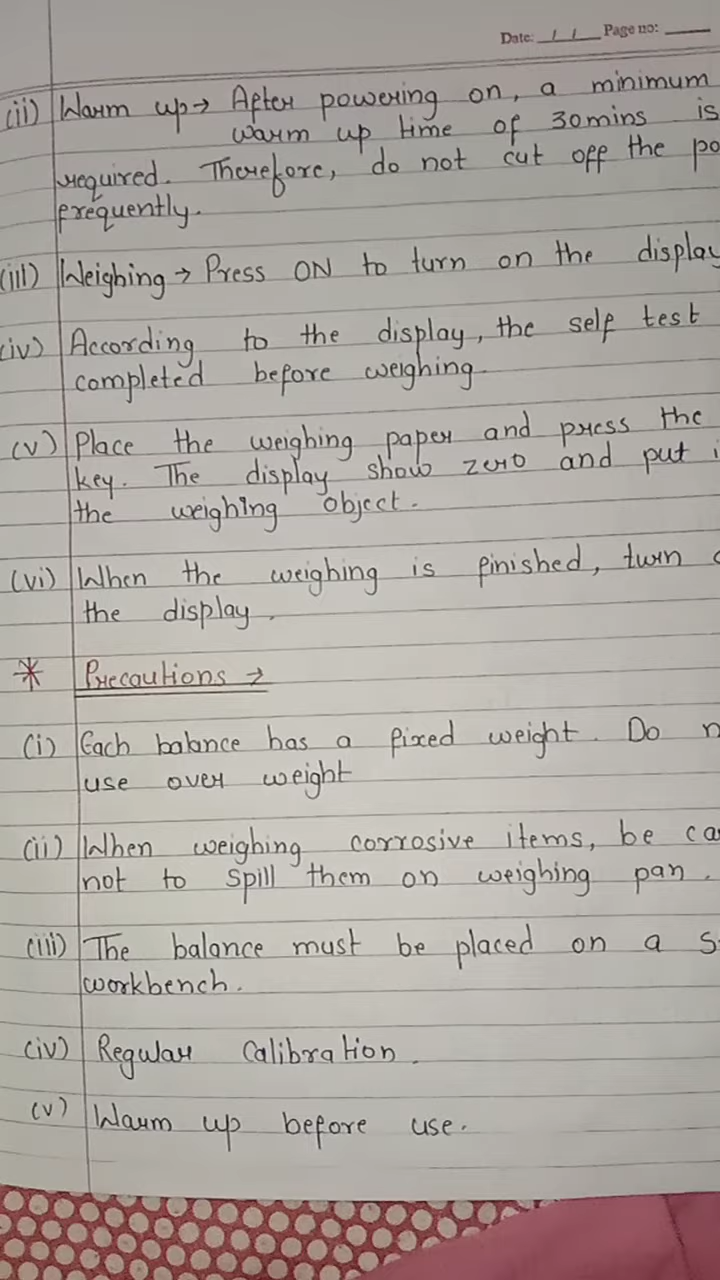 Date: / / Page no:
(ii) Warm up → After powering on, a minimum
warm up time of 30mins is
required. Therefore, do not cut off the
frequently.
(iii) Weighing → Press ON to turn on the display
(iv) According to the display, the self test
completed before weighing.
(v) Place the weighing paper and press the
key. The display show zero and put
the weighing object.
(vi) When the weighing is finished, turn
the display.
* Precautions →
(i) Each balance has a fixed weight. Do
use over weight
(ii) When weighing corrosive items, be
not to spill them on weighing pan.
(iii) The balance must be placed on a
workbench.
(iv) Regular Calibration.
(v) Warm up before use.